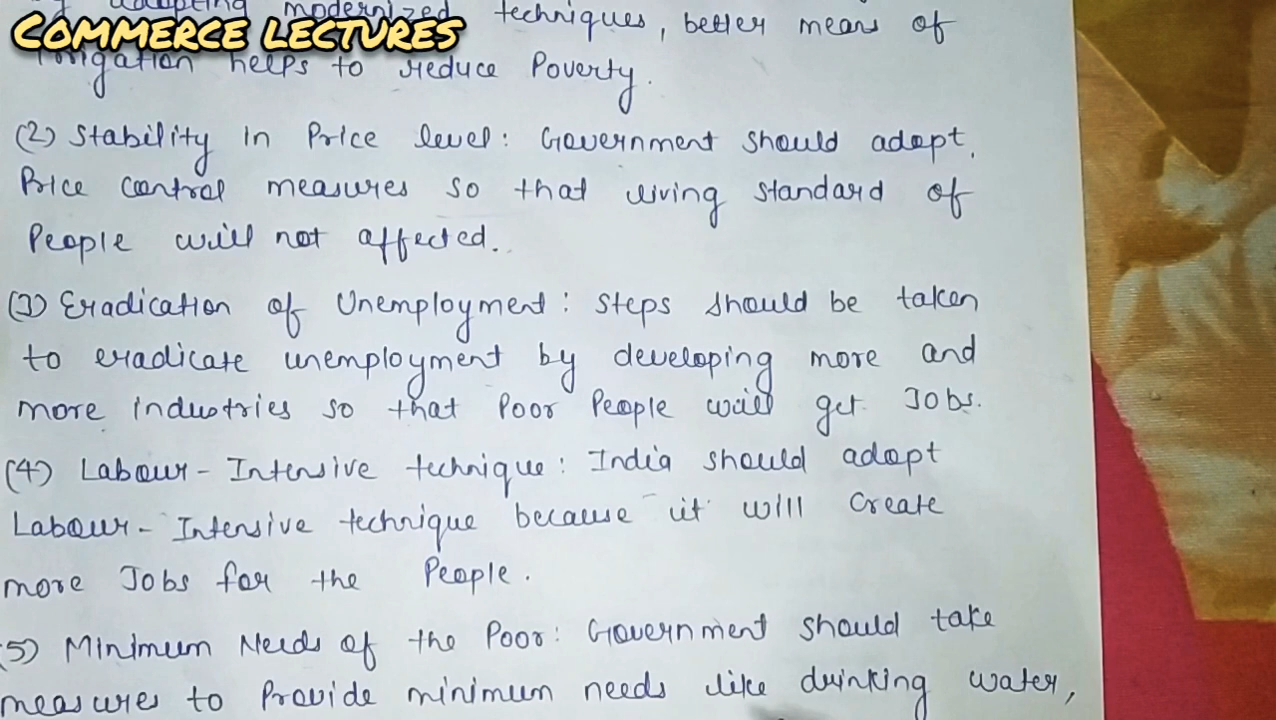 adopting modernized techniques, better means of
COMMERCE LECTURES
Irrigation helps to reduce Poverty.
(2) Stability in Price level: Government should adopt.
Price control measures so that living standard of
People will not affected.
(3) Eradication of Unemployment: Steps should be taken
to eradicate unemployment by developing more and
more industries so that Poor People will get Jobs.
(4) Labour-Intensive technique: India should adopt
Labour-Intensive technique because it will create
more Jobs for the People.
(5) Minimum Needs of the Poor: Government should take
measures to Provide minimum needs like drinking water,